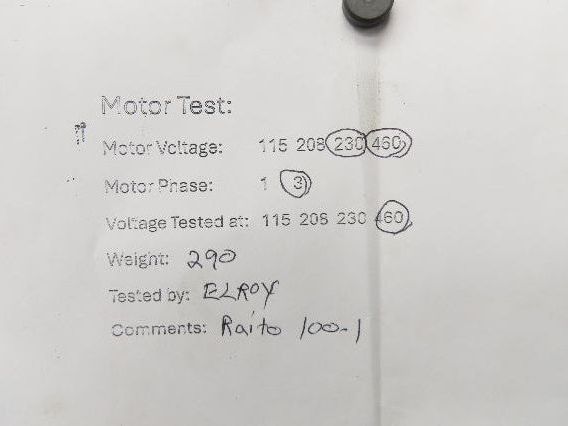 Motor Test:
Motor Voltage: 115 208 230 460
Motor Phase: 1 3
Voltage Tested at: 115 208 230 460
Weight: 290
Tested by: ELROY
Comments: Raito 100-1